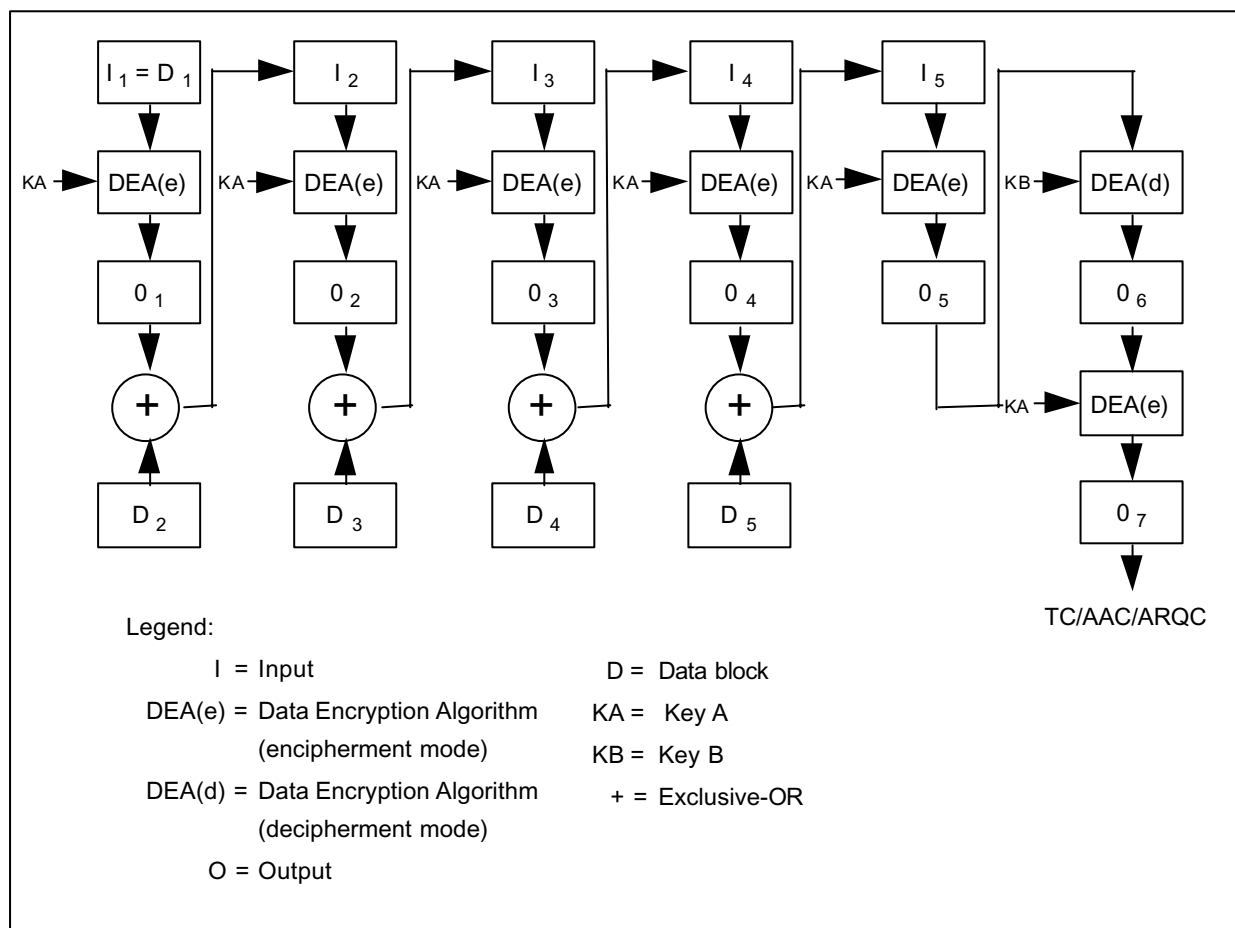 I 1 = D 1 I 2 I 3 I 4 I 5
KA DEA(e) KA DEA(e) KA DEA(e) KA DEA(e) KA DEA(e) KB DEA(d)
0 1 0 2 0 3 0 4 0 5 0 6
+ + + + KA DEA(e)
D 2 D 3 D 4 D 5 0 7
TC/AAC/ARQC
Legend:
I = Input
DEA(e) = Data Encryption Algorithm
(encipherment mode)
DEA(d) = Data Encryption Algorithm
(decipherment mode)
O = Output
D = Data block
KA = Key A
KB = Key B
+ = Exclusive-OR